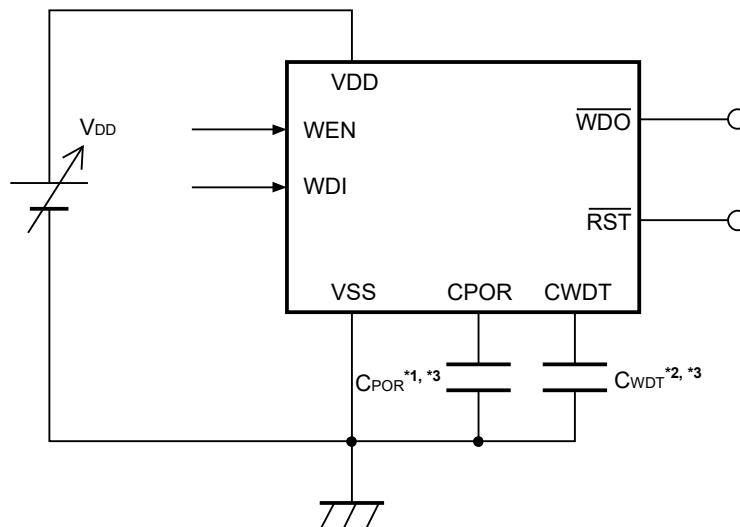 VDD
VDD
WEN
WDO
WDI
RST
VSS
CPOR
CWDT
CPOR*1, *3
CWDT*2, *3